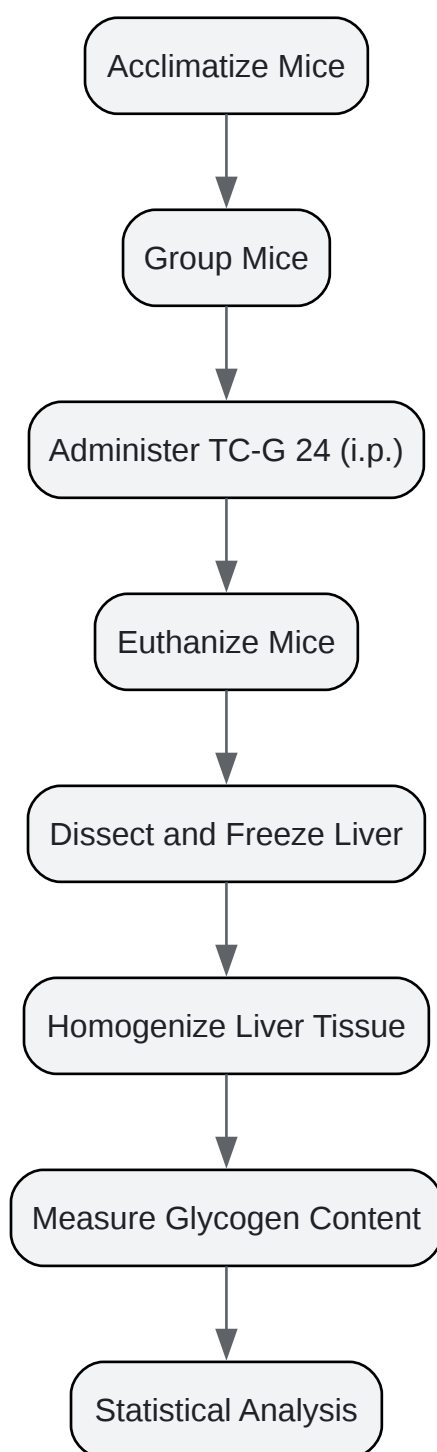 Acclimatize Mice
Group Mice
Administer TC-G 24 (i.p.)
Euthanize Mice
Dissect and Freeze Liver
Homogenize Liver Tissue
Measure Glycogen Content
Statistical Analysis